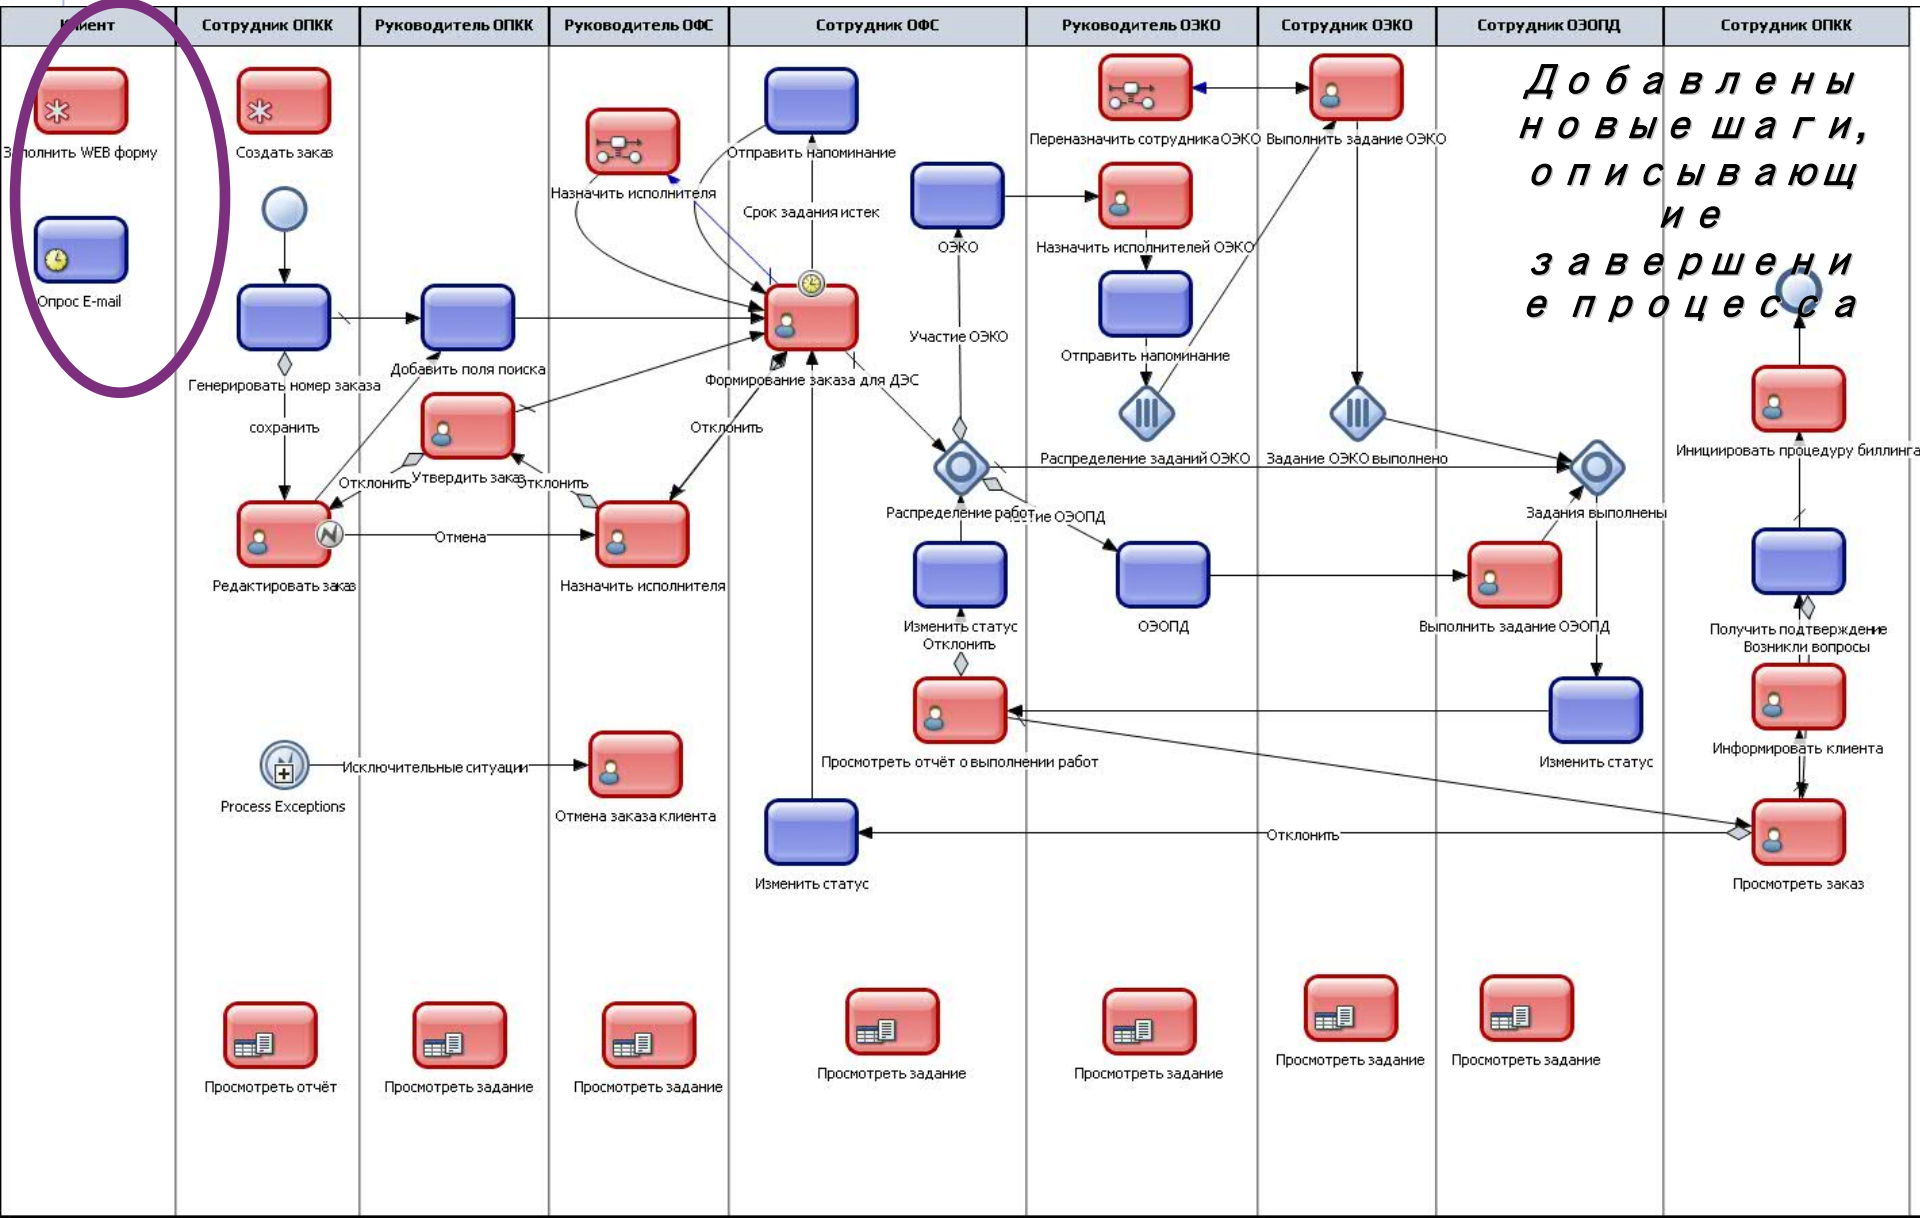 Клиент
Сотрудник ОПКК
Руководитель ОПКК
Руководитель ОФС
Сотрудник ОФС
Руководитель ОЭКО
Сотрудник ОЭКО
Сотрудник ОЭОПД
Сотрудник ОПКК
Добавлены
новые шаги,
описывающ
ие
завершени
е процесса
Заполнить WEB форму
Создать заказ
Отправить напоминание
Переназначить сотрудника ОЭКО
Выполнить задание ОЭКО
Назначить исполнителя
Срок задания истек
ОЭКО
Назначить исполнителей ОЭКО
Опрос E-mail
Участие ОЭКО
Отправить напоминание
Генерировать номер заказа
Добавить поля поиска
Формирование заказа для ДЭС
сохранить
Отклонить
Распределение заданий ОЭКО
Задание ОЭКО выполнено
Инициировать процедуру биллинга
Отклонить
Утвердить заказ
Отклонить
Распределение работ
ие ОЭОПД
Задания выполнены
Отмена
Редактировать заказ
Назначить исполнителя
Изменить статус
Отклонить
ОЭОПД
Выполнить задание ОЭОПД
Получить подтверждение
Возникли вопросы
Исключительные ситуации
Process Exceptions
Отмена заказа клиента
Просмотреть отчёт о выполнении работ
Изменить статус
Информировать клиента
Отклонить
Изменить статус
Просмотреть заказ
Просмотреть отчёт
Просмотреть задание
Просмотреть задание
Просмотреть задание
Просмотреть задание
Просмотреть задание
Просмотреть задание